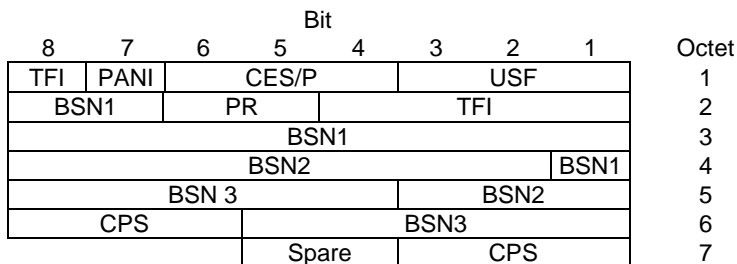 Bit
8 7 6 5 4 3 2 1 Octet
TFI PANI CES/P USF 1
BSN1 PR TFI 2
BSN1 3
BSN2 BSN1 4
BSN 3 BSN2 5
CPS BSN3 6
Spare CPS 7